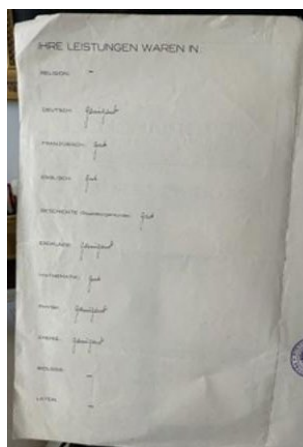 IHRE LEISTUNGEN WAREN IN:
RELIGION: –
DEUTSCH: genügend
FRANZÖSISCH: gut
ENGLISCH: gut
GESCHICHTE gut
ERDKUNDE: genügend
MATHEMATIK: gut
PHYSIK: genügend
CHEMIE: genügend
BIOLOGIE: –
LATEIN: –